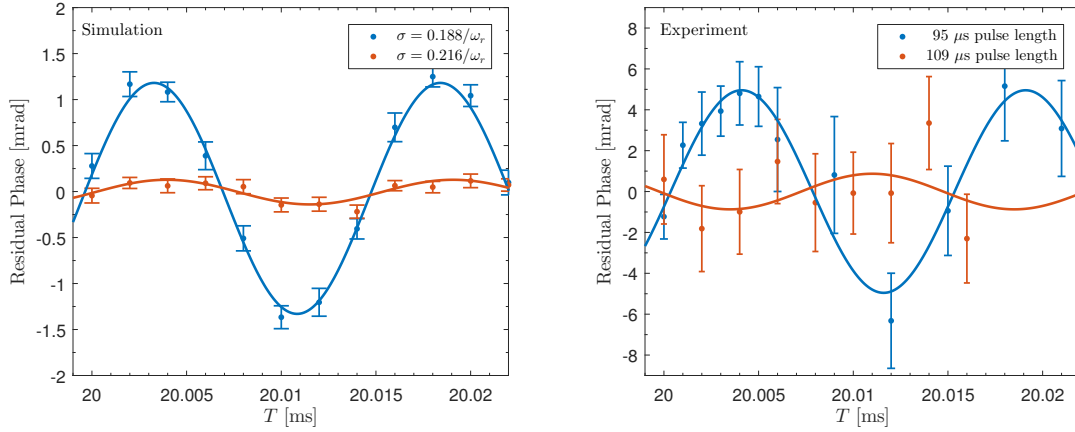 Simulation
σ = 0.188/ωr
σ = 0.216/ωr
2
1.5
1
0.5
0
-0.5
-1
-1.5
-2
Residual Phase [mrad]
20
20.005
20.01
20.015
20.02
T [ms]
Experiment
95 μs pulse length
109 μs pulse length
8
6
4
2
0
-2
-4
-6
-8
Residual Phase [mrad]
20
20.005
20.01
20.015
20.02
T [ms]